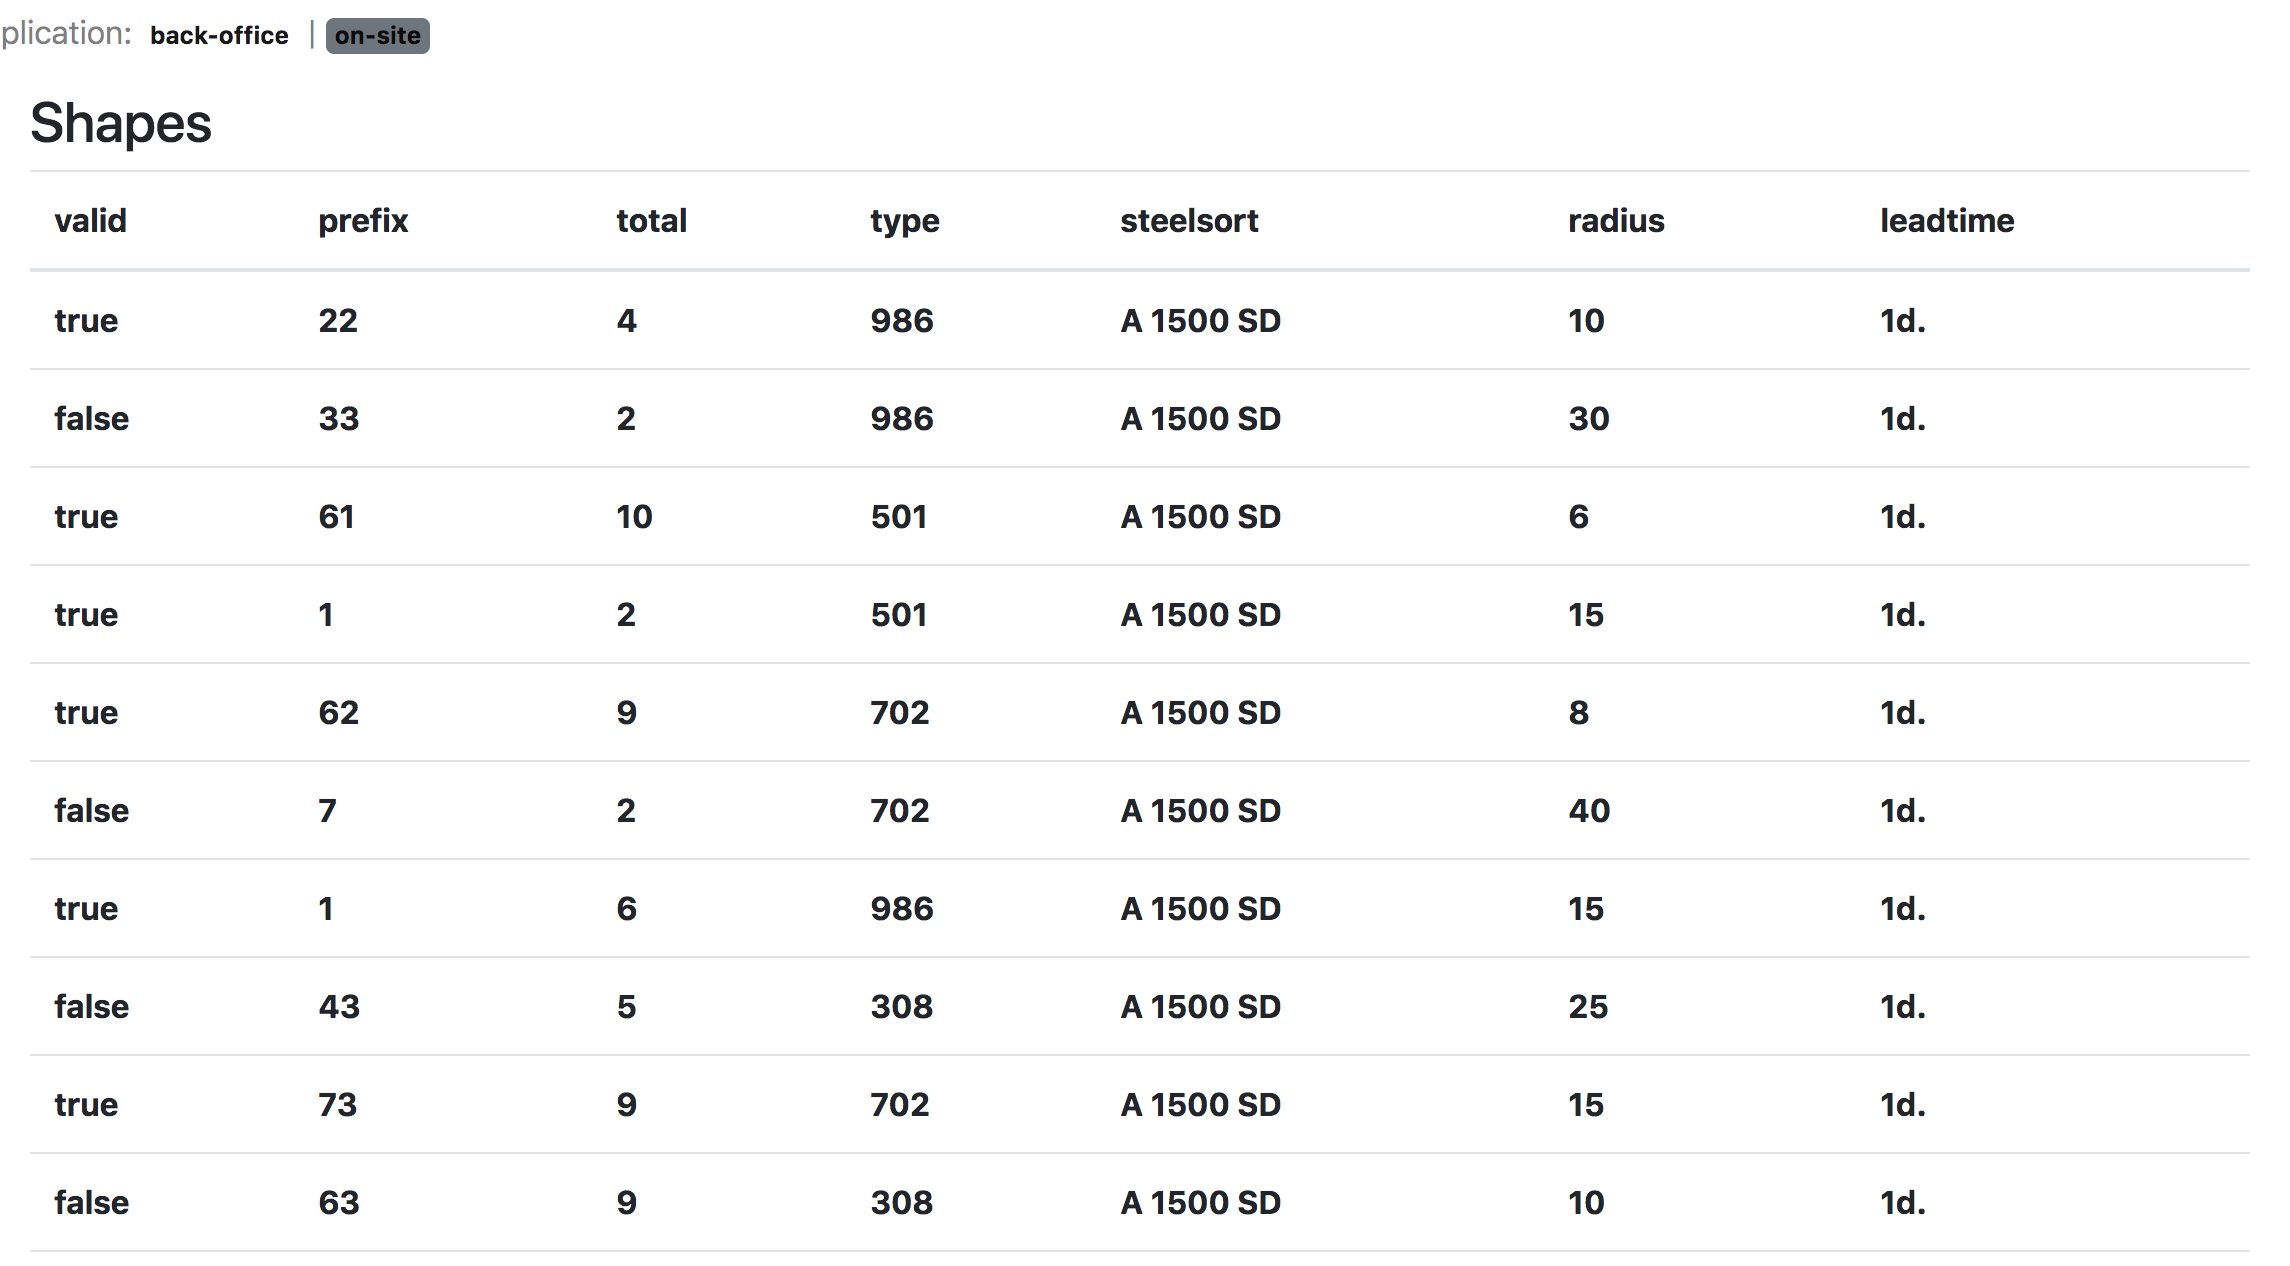 plication: back-office | on-site
Shapes
valid prefix total type steelsort radius leadtime
true 22 4 986 A 1500 SD 10 1d.
false 33 2 986 A 1500 SD 30 1d.
true 61 10 501 A 1500 SD 6 1d.
true 1 2 501 A 1500 SD 15 1d.
true 62 9 702 A 1500 SD 8 1d.
false 7 2 702 A 1500 SD 40 1d.
true 1 6 986 A 1500 SD 15 1d.
false 43 5 308 A 1500 SD 25 1d.
true 73 9 702 A 1500 SD 15 1d.
false 63 9 308 A 1500 SD 10 1d.